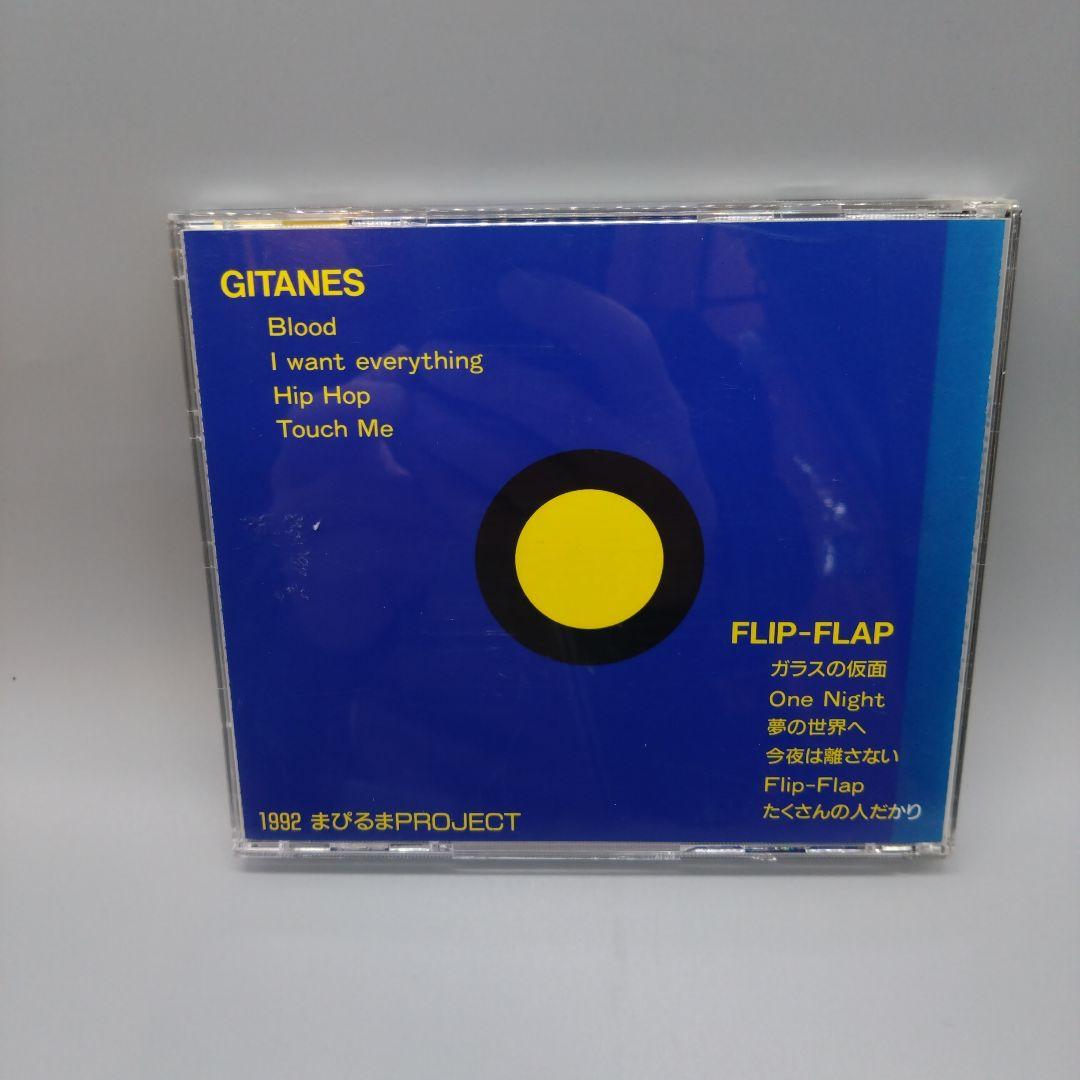 GITANES
Blood
I want everything
Hip Hop
Touch Me
FLIP-FLAP
ガラスの仮面
One Night
夢の世界へ
今夜は離さない
Flip-Flap
たくさんの人だかり
1992 まぴるまPROJECT